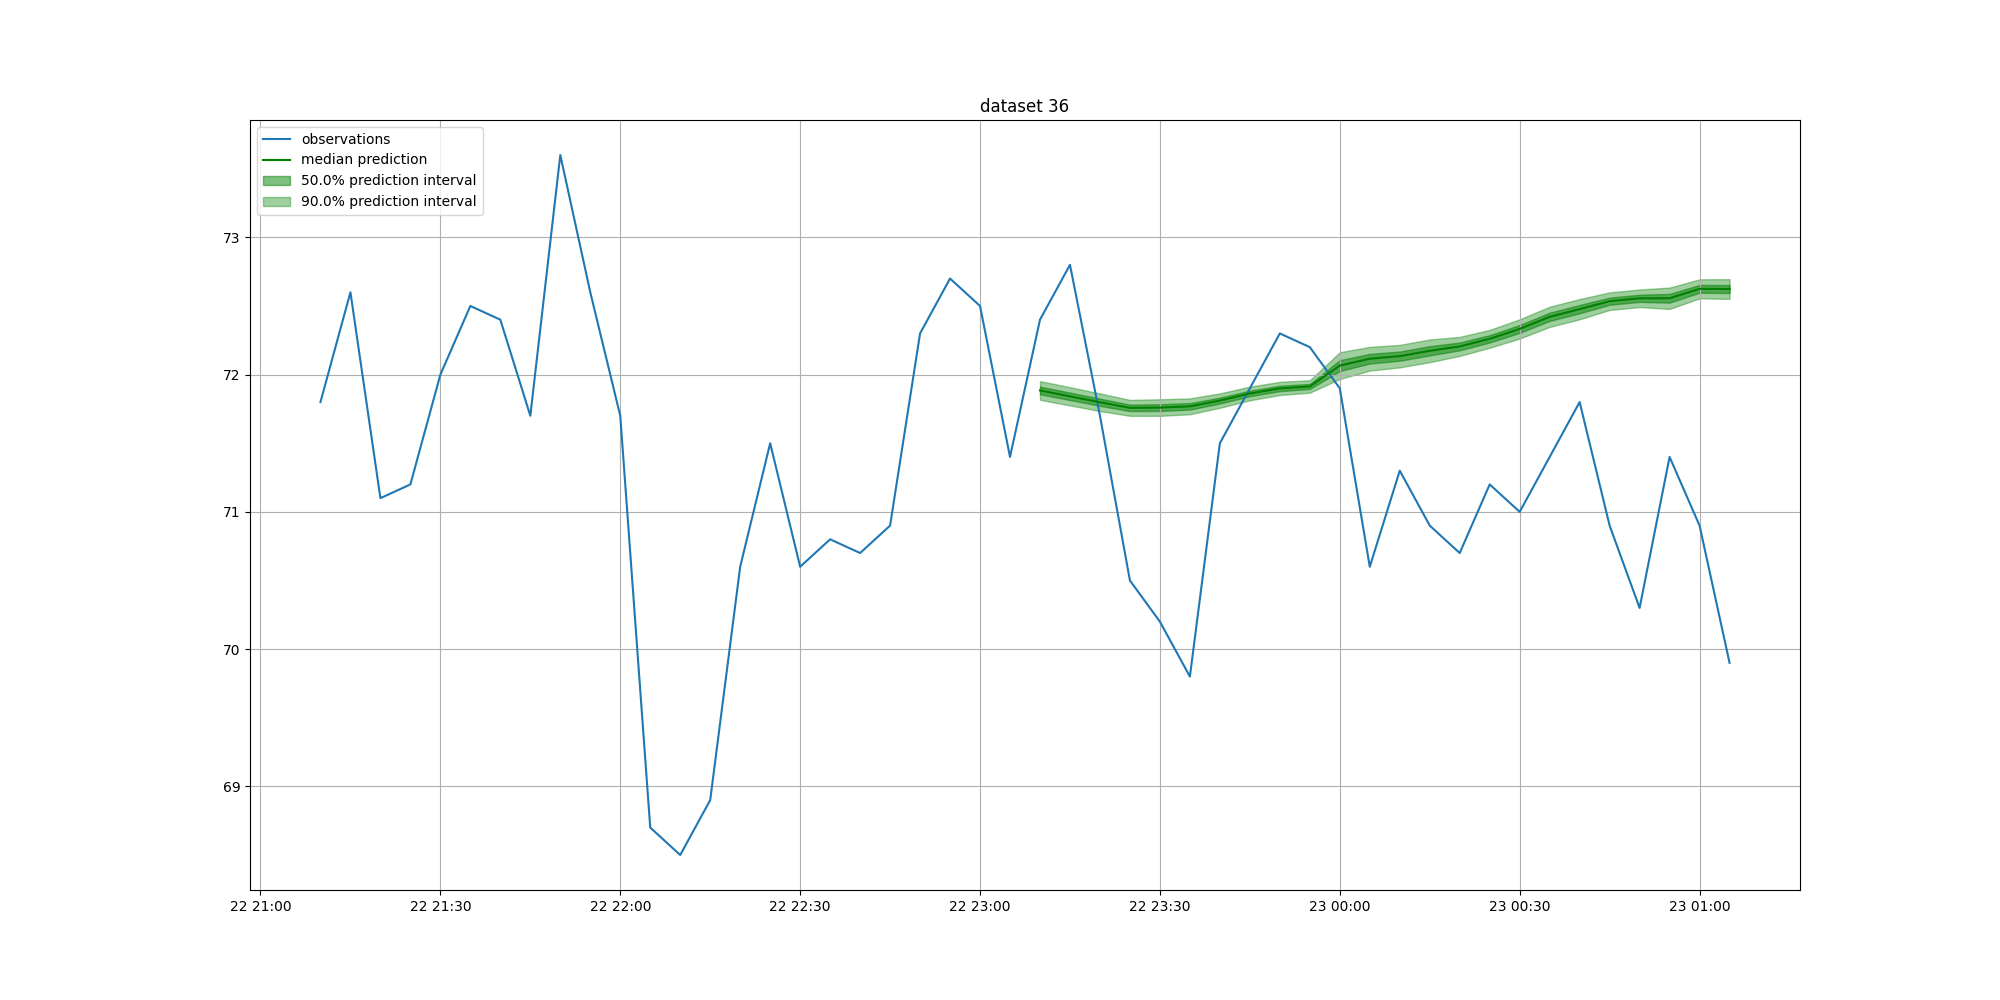 dataset 36
observations
median prediction
50.0% prediction interval
90.0% prediction interval
73
72
71
70
69
22 21:00
22 21:30
22 22:00
22 22:30
22 23:00
22 23:30
23 00:00
23 00:30
23 01:00